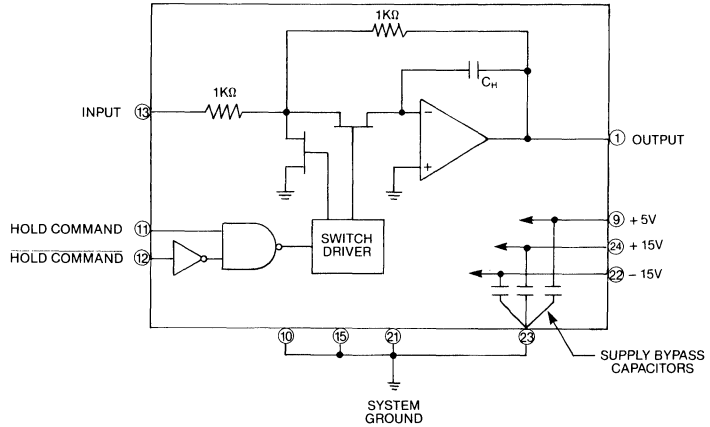 1KΩ
1KΩ
C_H
INPUT 13
− +
1 OUTPUT
HOLD COMMAND 11
HOLD COMMAND 12
SWITCH
DRIVER
9 +5V
24 +15V
22 −15V
10 15 21 23
SUPPLY BYPASS
CAPACITORS
SYSTEM
GROUND